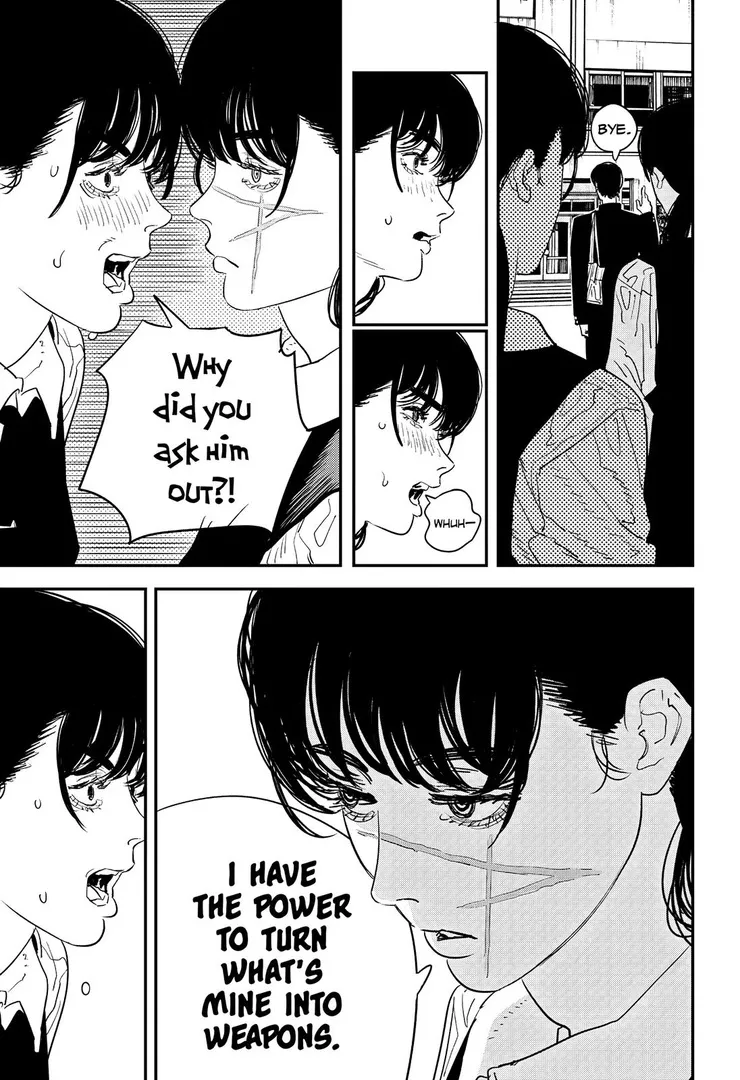 BYE.
WHUH—
WHY
did you
ask him
OUT?!
I HAVE
THE POWER
TO TURN
WHAT'S
MINE INTO
WEAPONS.